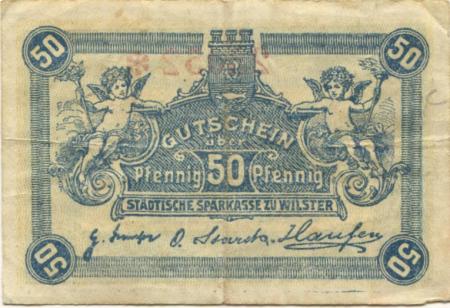 50 50
GUTSCHEIN
über
Pfennig 50 Pfennig
STÄDTISCHE SPARKASSE ZU WILSTER
50 50